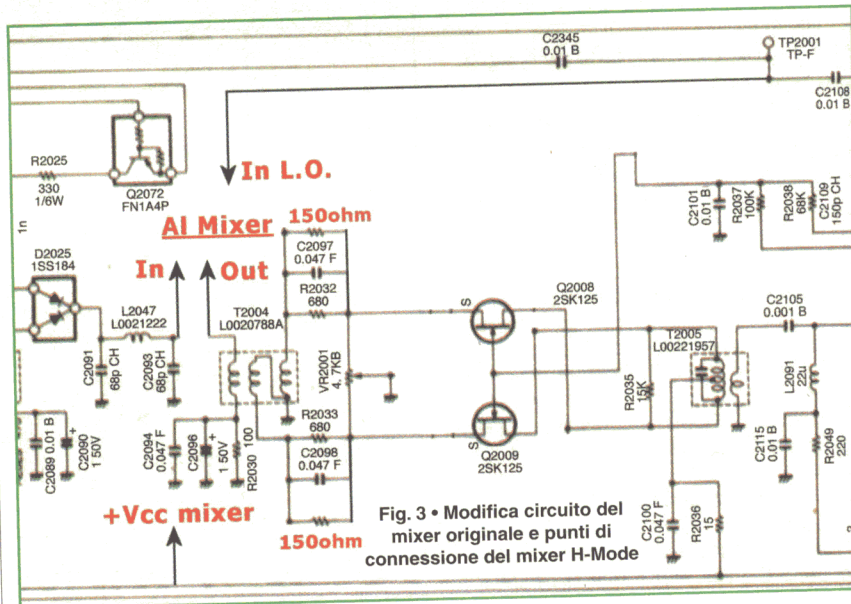 C2345
0.01 B
TP2001
TP-F
C2108
0.01 B
R2025
330
1/6W
Q2072
FN1A4P
In L.O.
Al Mixer
In
Out
150ohm
C2097
0.047 F
R2032
680
1n
D2025
1SS184
L2047
L0021222
T2004
L0020788A
C2091
68p CH
C2093
68p CH
VR2001
4. 7KB
S
Q2008
2SK125
C2101
0.01 B
R2037
100K
R2038
68K
C2109
150p CH
C2105
0.001 B
T2005
L00221957
R2035
15K
L2091
22u
R2033
680
C2098
0.047 F
S
Q2009
2SK125
C2089 0.01 B
C2090
1 50V
+
C2094
0.047 F
C2096
1 50V
+
R2030
100
C2115
0.01 B
R2049
220
C2100
0.047 F
R2036
15
+Vcc mixer
150ohm
Fig. 3 • Modifica circuito del
mixer originale e punti di
connessione del mixer H-Mode